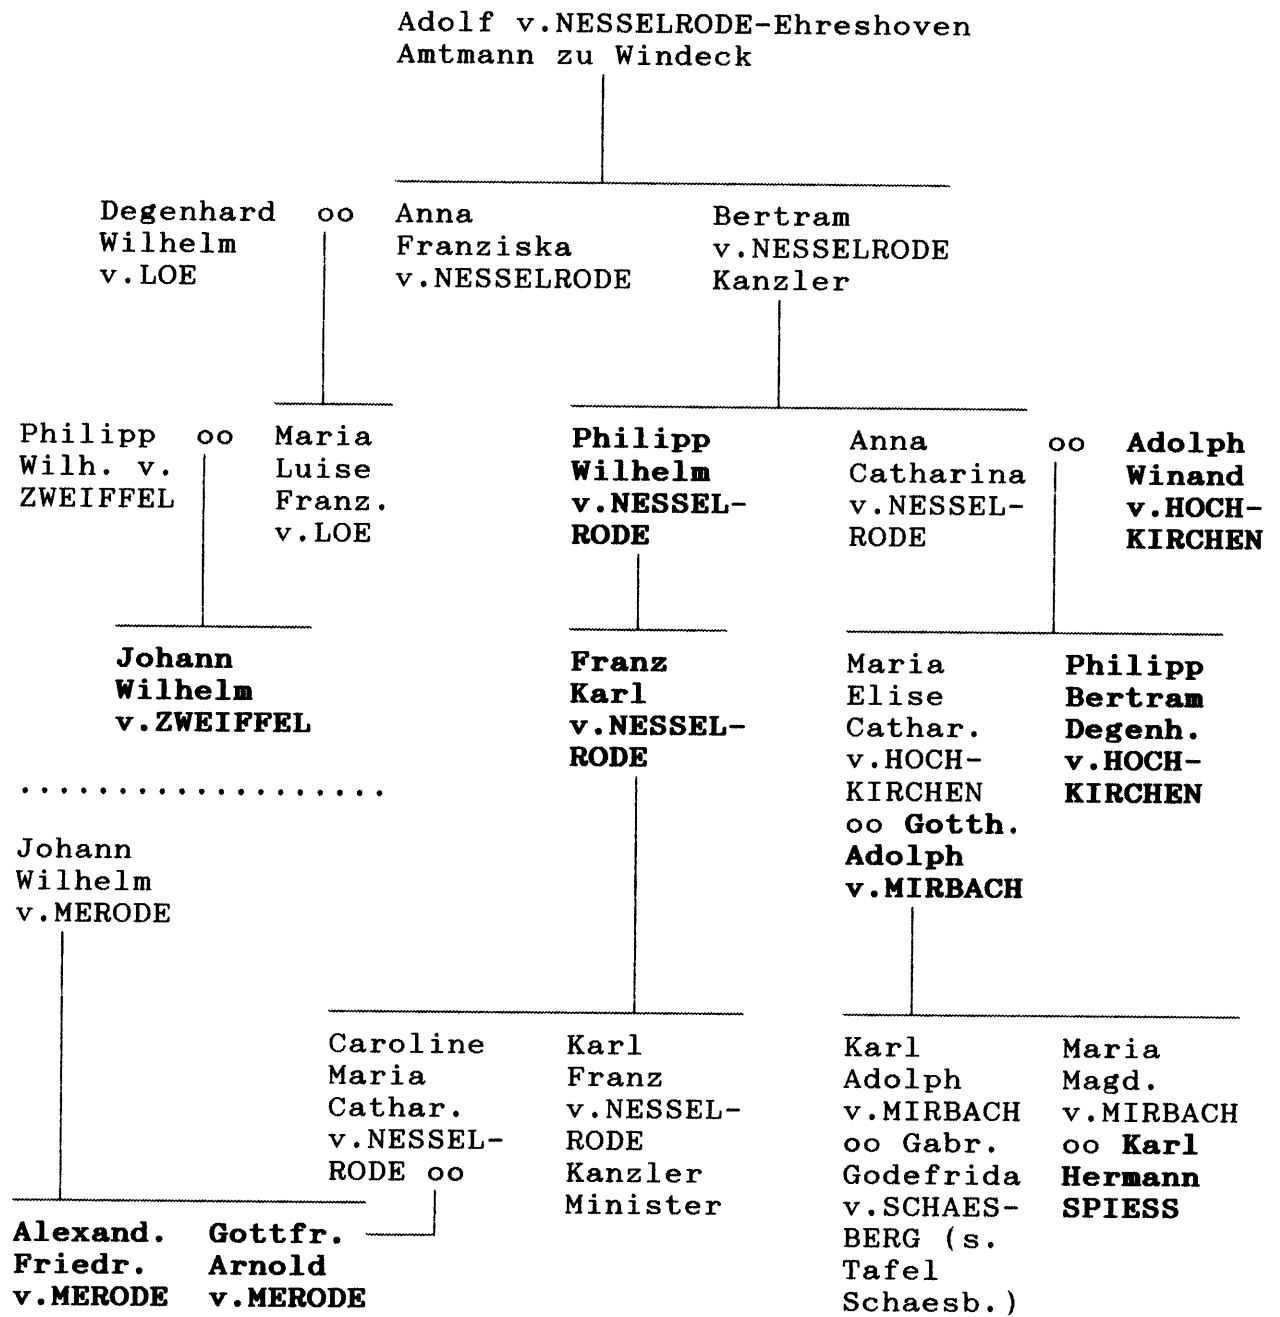 Adolf v.NESSELRODE-Ehreshoven
Amtmann zu Windeck
Degenhard oo
Wilhelm
v.LOE
Anna
Franziska
v.NESSELRODE
Bertram
v.NESSELRODE
Kanzler
Philipp oo
Wilh. v.
ZWEIFFEL
Maria
Luise
Franz.
v.LOE
Philipp
Wilhelm
v.NESSEL-
RODE
Anna oo
Catharina
v.NESSEL-
RODE
Adolph
Winand
v.HOCH-
KIRCHEN
Johann
Wilhelm
v.ZWEIFFEL
Franz
Karl
v.NESSEL-
RODE
Maria
Elise
Cathar.
v.HOCH-
KIRCHEN
oo Gotth.
Adolph
v.MIRBACH
Philipp
Bertram
Degenh.
v.HOCH-
KIRCHEN
...................
Johann
Wilhelm
v.MERODE
Caroline
Maria
Cathar.
v.NESSEL-
RODE oo
Karl
Franz
v.NESSEL-
RODE
Kanzler
Minister
Karl
Adolph
v.MIRBACH
oo Gabr.
Godefrida
v.SCHAES-
BERG (s.
Tafel
Schaesb.)
Maria
Magd.
v.MIRBACH
oo Karl
Hermann
SPIESS
Alexand.
Friedr.
v.MERODE
Gottfr.
Arnold
v.MERODE